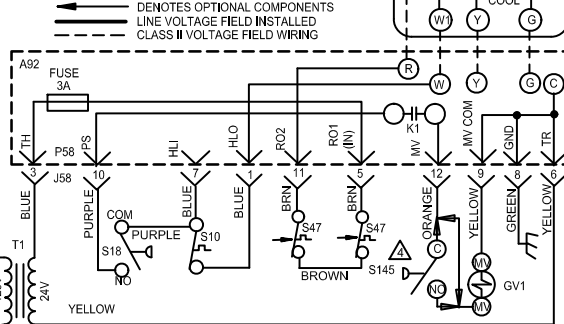 DENOTES OPTIONAL COMPONENTS
LINE VOLTAGE FIELD INSTALLED
CLASS II VOLTAGE FIELD WIRING
COOL
W1 Y G
A92
R
FUSE
3A
W Y G C
K1
TH PS HLI HLO RO2 RO1 (IN) MV MV COM GND TR
P58
3 J58 10 7 1 11 5 12 9 8 6
BLUE PURPLE BLUE BLUE BRN BRN ORANGE YELLOW GREEN YELLOW
COM
PURPLE
S10
S47
S47
4
T1
S18
C
MV
NO
BROWN
S145
GV1
24V
NO
MV
YELLOW